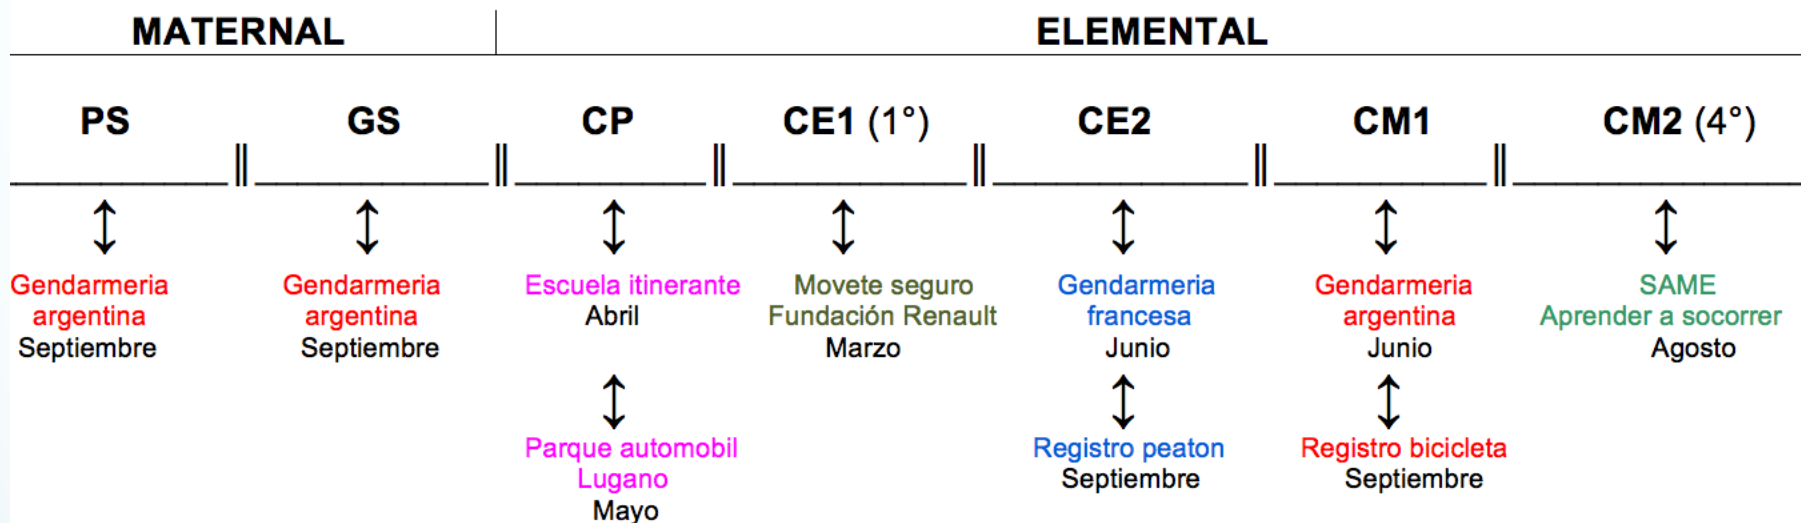 MATERNAL
ELEMENTAL
PS
GS
CP
CE1 (1°)
CE2
CM1
CM2 (4°)
Gendarmeria
argentina
Septiembre
Gendarmeria
argentina
Septiembre
Escuela itinerante
Abril
Parque automobil
Lugano
Mayo
Movete seguro
Fundación Renault
Marzo
Gendarmeria
francesa
Junio
Registro peaton
Septiembre
Gendarmeria
argentina
Junio
Registro bicicleta
Septiembre
SAME
Aprender a socorrer
Agosto